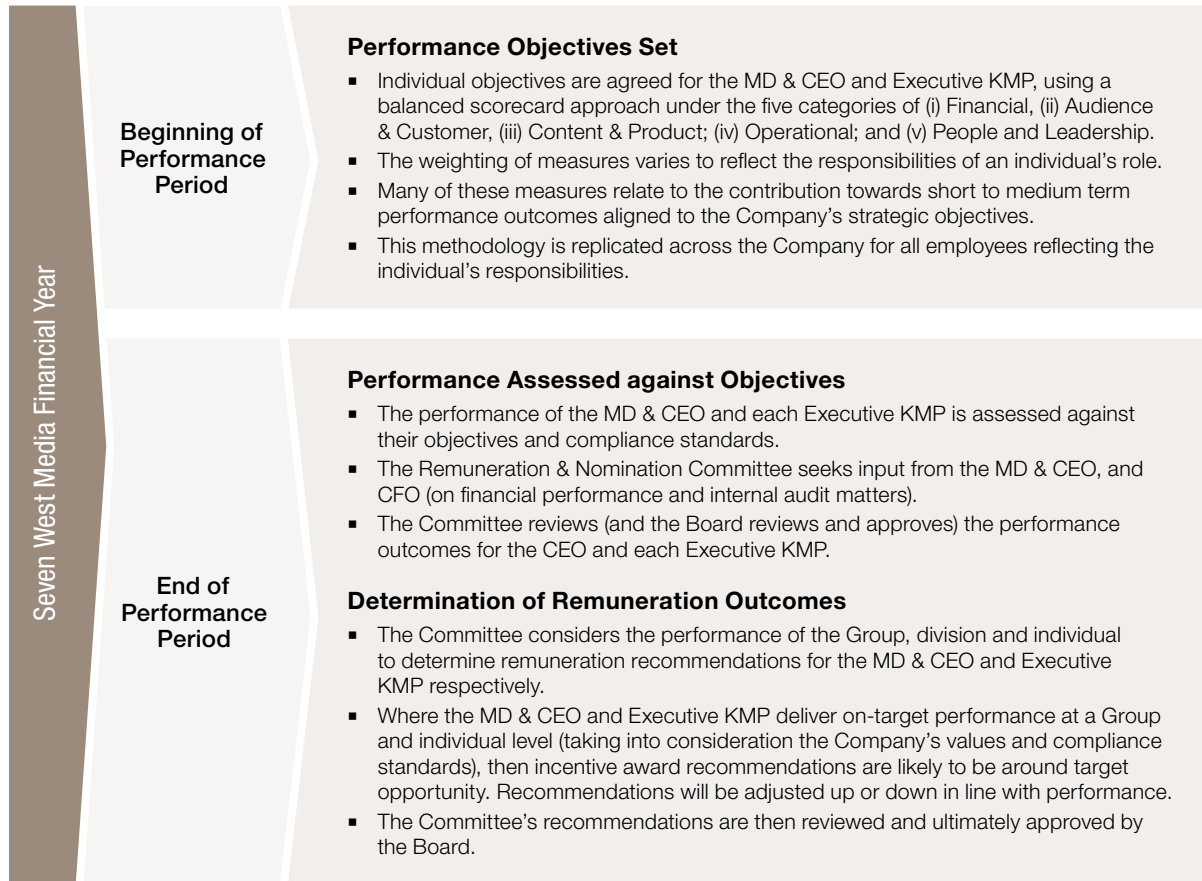 Seven West Media Financial Year
Beginning of
Performance
Period
Performance Objectives Set
▪ Individual objectives are agreed for the MD & CEO and Executive KMP, using a
balanced scorecard approach under the five categories of (i) Financial, (ii) Audience
& Customer, (iii) Content & Product; (iv) Operational; and (v) People and Leadership.
▪ The weighting of measures varies to reflect the responsibilities of an individual’s role.
▪ Many of these measures relate to the contribution towards short to medium term
performance outcomes aligned to the Company’s strategic objectives.
▪ This methodology is replicated across the Company for all employees reflecting the
individual’s responsibilities.
End of
Performance
Period
Performance Assessed against Objectives
▪ The performance of the MD & CEO and each Executive KMP is assessed against
their objectives and compliance standards.
▪ The Remuneration & Nomination Committee seeks input from the MD & CEO, and
CFO (on financial performance and internal audit matters).
▪ The Committee reviews (and the Board reviews and approves) the performance
outcomes for the CEO and each Executive KMP.
Determination of Remuneration Outcomes
▪ The Committee considers the performance of the Group, division and individual
to determine remuneration recommendations for the MD & CEO and Executive
KMP respectively.
▪ Where the MD & CEO and Executive KMP deliver on-target performance at a Group
and individual level (taking into consideration the Company’s values and compliance
standards), then incentive award recommendations are likely to be around target
opportunity. Recommendations will be adjusted up or down in line with performance.
▪ The Committee’s recommendations are then reviewed and ultimately approved by
the Board.